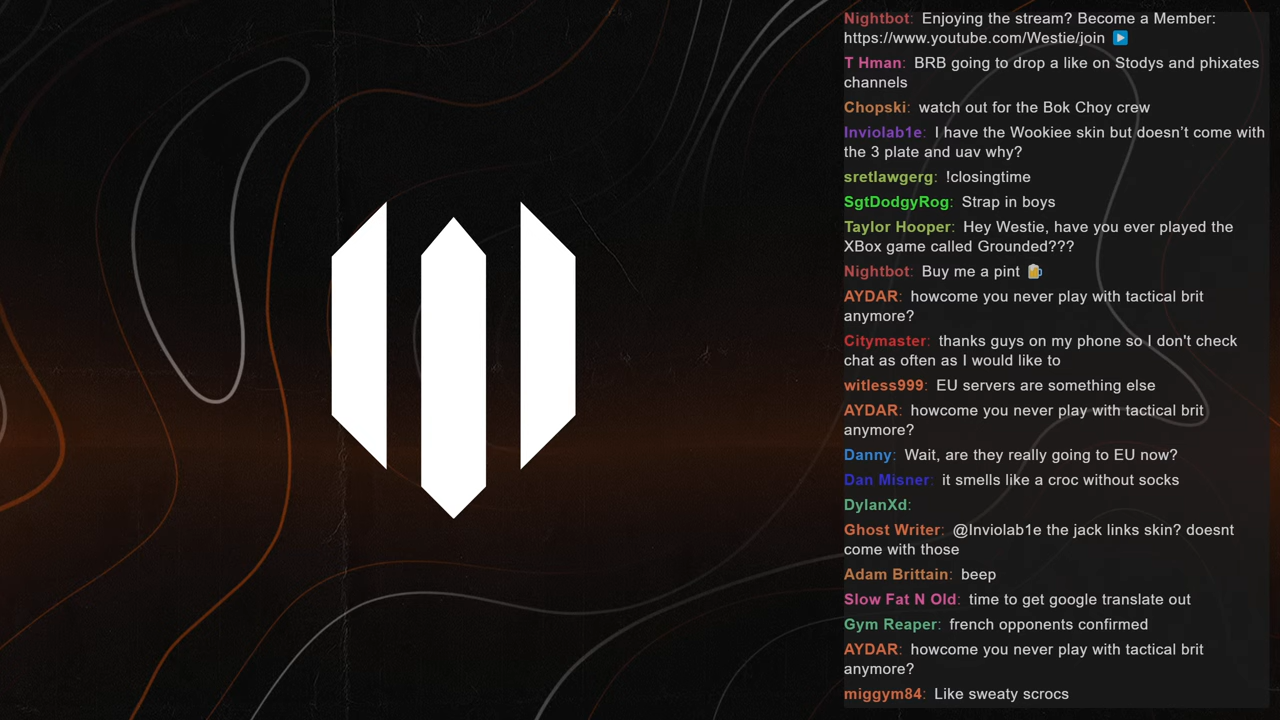 Nightbot: Enjoying the stream? Become a Member:
https://www.youtube.com/Westie/join
T Hman: BRB going to drop a like on Stodys and phixates
channels
Chopski: watch out for the Bok Choy crew
Inviolab1e: I have the Wookiee skin but doesn’t come with
the 3 plate and uav why?
sretlawgerg: !closingtime
SgtDodgyRog: Strap in boys
Taylor Hooper: Hey Westie, have you ever played the
XBox game called Grounded???
Nightbot: Buy me a pint 🍺
AYDAR: howcome you never play with tactical brit
anymore?
Citymaster: thanks guys on my phone so I don't check
chat as often as I would like to
witless999: EU servers are something else
AYDAR: howcome you never play with tactical brit
anymore?
Danny: Wait, are they really going to EU now?
Dan Misner: it smells like a croc without socks
DylanXd:
Ghost Writer: @Inviolab1e the jack links skin? doesnt
come with those
Adam Brittain: beep
Slow Fat N Old: time to get google translate out
Gym Reaper: french opponents confirmed
AYDAR: howcome you never play with tactical brit
anymore?
miggym84: Like sweaty scrocs